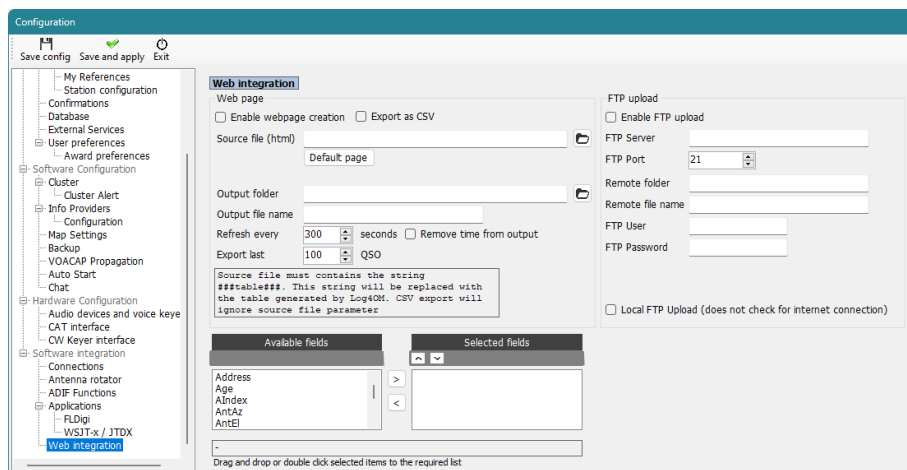 Configuration
Save config Save and apply Exit
My References
Station configuration
Confirmations
Database
External Services
User preferences
Award preferences
Software Configuration
Cluster
Cluster Alert
Info Providers
Configuration
Map Settings
Backup
VOACAP Propagation
Auto Start
Chat
Hardware Configuration
Audio devices and voice keye
CAT interface
CW Keyer interface
Software integration
Connections
Antenna rotator
ADIF Functions
Applications
FLDigi
WSJT-x / JTDX
Web integration
Web integration
Web page
Enable webpage creation Export as CSV
Source file (html)
Default page
Output folder
Output file name
Refresh every 300 seconds Remove time from output
Export last 100 QSO
Source file must contains the string
###table###. This string will be replaced with
the table generated by Log4OM. CSV export will
ignore source file parameter
FTP upload
Enable FTP upload
FTP Server
FTP Port 21
Remote folder
Remote file name
FTP User
FTP Password
Local FTP Upload (does not check for internet connection)
Available fields
Selected fields
Address
Age
AIndex
AntAz
AntEl
>
<
-
Drag and drop or double click selected items to the required list